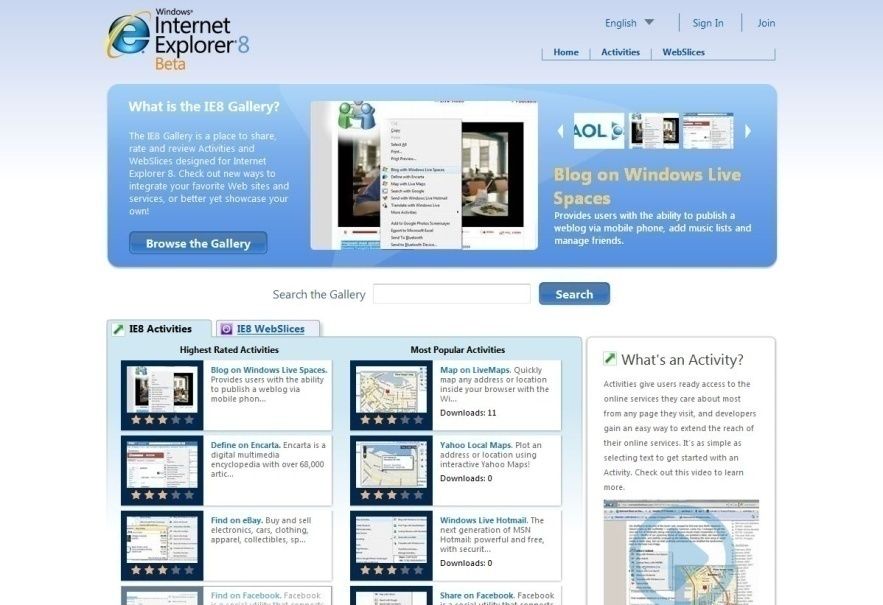 Windows®
Internet
Explorer 8
Beta
English
Sign In
Join
Home
Activities
WebSlices
What is the IE8 Gallery?
The IE8 Gallery is a place to share,
rate and review Activities and
WebSlices designed for Internet
Explorer 8. Check out new ways to
integrate your favorite Web sites and
services, or better yet showcase your
own!
Browse the Gallery
Copy
Select All
Print...
Print Preview...
Blog with Windows Live Spaces
Define with Encarta
Map with Live Maps
Search with Google
Send with Windows Live Hotmail
Translate with Windows Live
More Activities
Add to Google Photos Screensaver
Export to Microsoft Excel
Send To Bluetooth
Send to Bluetooth Device...
AOL
Blog on Windows Live
Spaces
Provides users with the ability to publish a
weblog via mobile phone, add music lists and
manage friends.
Search the Gallery
Search
IE8 Activities
IE8 WebSlices
Highest Rated Activities
Blog on Windows Live Spaces.
Provides users with the ability
to publish a weblog via
mobile phon...
Define on Encarta. Encarta is a
digital multimedia
encyclopedia with over 68,000
artic...
Find on eBay. Buy and sell
electronics, cars, clothing,
apparel, collectibles, sp...
Find on Facebook. Facebook
is a social utility that connects
Most Popular Activities
Map on LiveMaps. Quickly
map any address or location
inside your browser with the
Wi...
Downloads: 11
Yahoo Local Maps. Plot an
address or location using
interactive Yahoo Maps!
Downloads: 0
Windows Live Hotmail. The
next generation of MSN
Hotmail: powerful and free,
with securit...
Downloads: 0
Share on Facebook. Facebook
is a social utility that connects
What's an Activity?
Activities give users ready access to the
online services they care about most
from any page they visit, and developers
gain an easy way to extend the reach of
their online services. It's as simple as
selecting text to get started with an
Activity. Check out this video to learn
more.